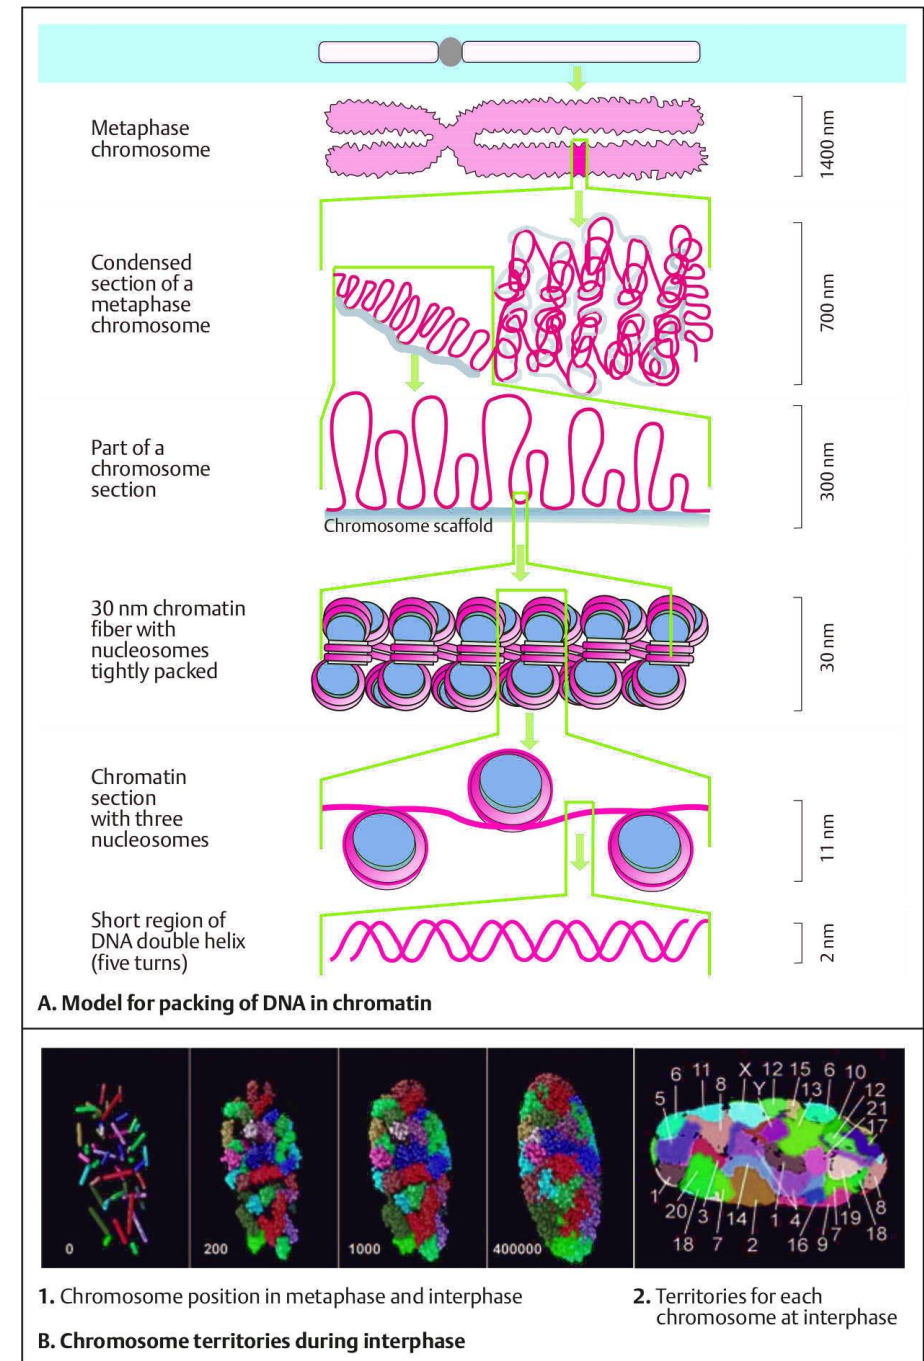 Metaphase
chromosome
1400 nm
Condensed
section of a
metaphase
chromosome
700 nm
Part of a
chromosome
section
300 nm
Chromosome scaffold
30 nm chromatin
fiber with
nucleosomes
tightly packed
30 nm
Chromatin
section
with three
nucleosomes
11 nm
Short region of
DNA double helix
(five turns)
2 nm
A. Model for packing of DNA in chromatin
0
200
1000
400000
6 11 8 X Y 12 15 13 6 10 12 21 17
5
1 20 18 3 7 14 2 1 4 16 9 7 19 18 8
1. Chromosome position in metaphase and interphase
2. Territories for each
chromosome at interphase
B. Chromosome territories during interphase